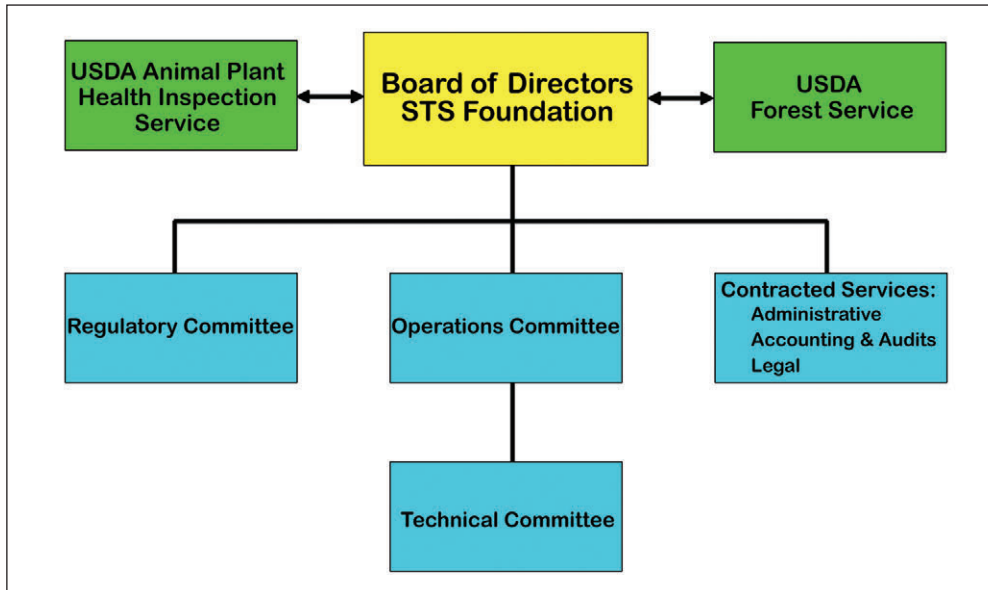 USDA Animal Plant
Health Inspection
Service
Board of Directors
STS Foundation
USDA
Forest Service
Regulatory Committee
Operations Committee
Contracted Services:
Administrative
Accounting & Audits
Legal
Technical Committee